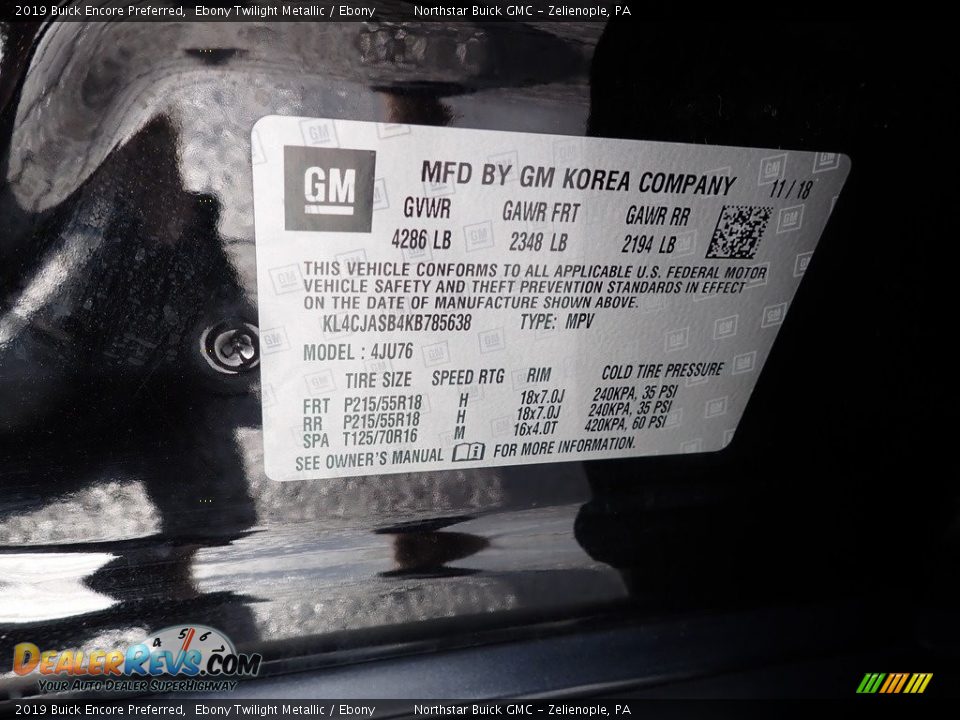 2019 Buick Encore Preferred, Ebony Twilight Metallic / Ebony Northstar Buick GMC - Zelienople, PA
GM MFD BY GM KOREA COMPANY 11/18
GVWR GAWR FRT GAWR RR
4286 LB 2348 LB 2194 LB
THIS VEHICLE CONFORMS TO ALL APPLICABLE U.S. FEDERAL MOTOR
VEHICLE SAFETY AND THEFT PREVENTION STANDARDS IN EFFECT
ON THE DATE OF MANUFACTURE SHOWN ABOVE.
KL4CJASB4KB785638 TYPE: MPV
MODEL : 4JU76
TIRE SIZE SPEED RTG RIM COLD TIRE PRESSURE
FRT P215/55R18 H 18x7.0J 240KPA, 35 PSI
RR P215/55R18 H 18x7.0J 240KPA, 35 PSI
SPA T125/70R16 M 16x4.0T 420KPA, 60 PSI
SEE OWNER'S MANUAL FOR MORE INFORMATION.
4 5 6 7
DEALERREVS.COM
YOUR AUTO DEALER SUPERHIGHWAY
2019 Buick Encore Preferred, Ebony Twilight Metallic / Ebony Northstar Buick GMC - Zelienople, PA